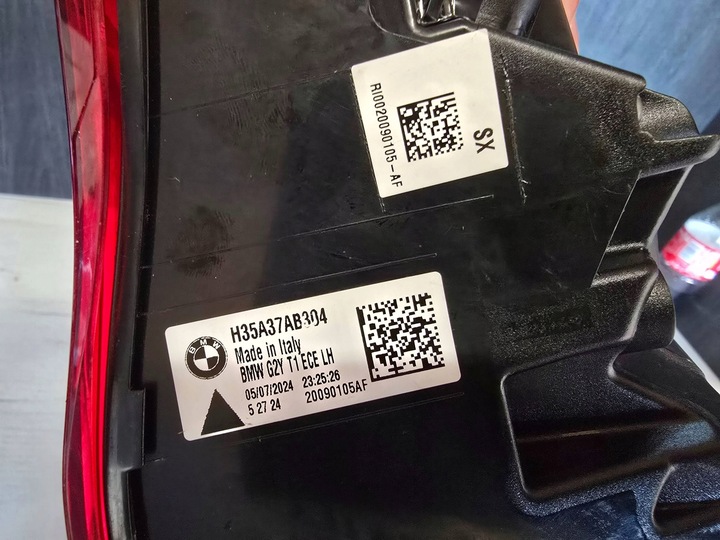 RI0020090105-AF
SX
BMW
H35A37AB304
Made in Italy
BMW G2Y T1 ECE LH
05/07/2024 23:25:26
5 27 24 20090105AF